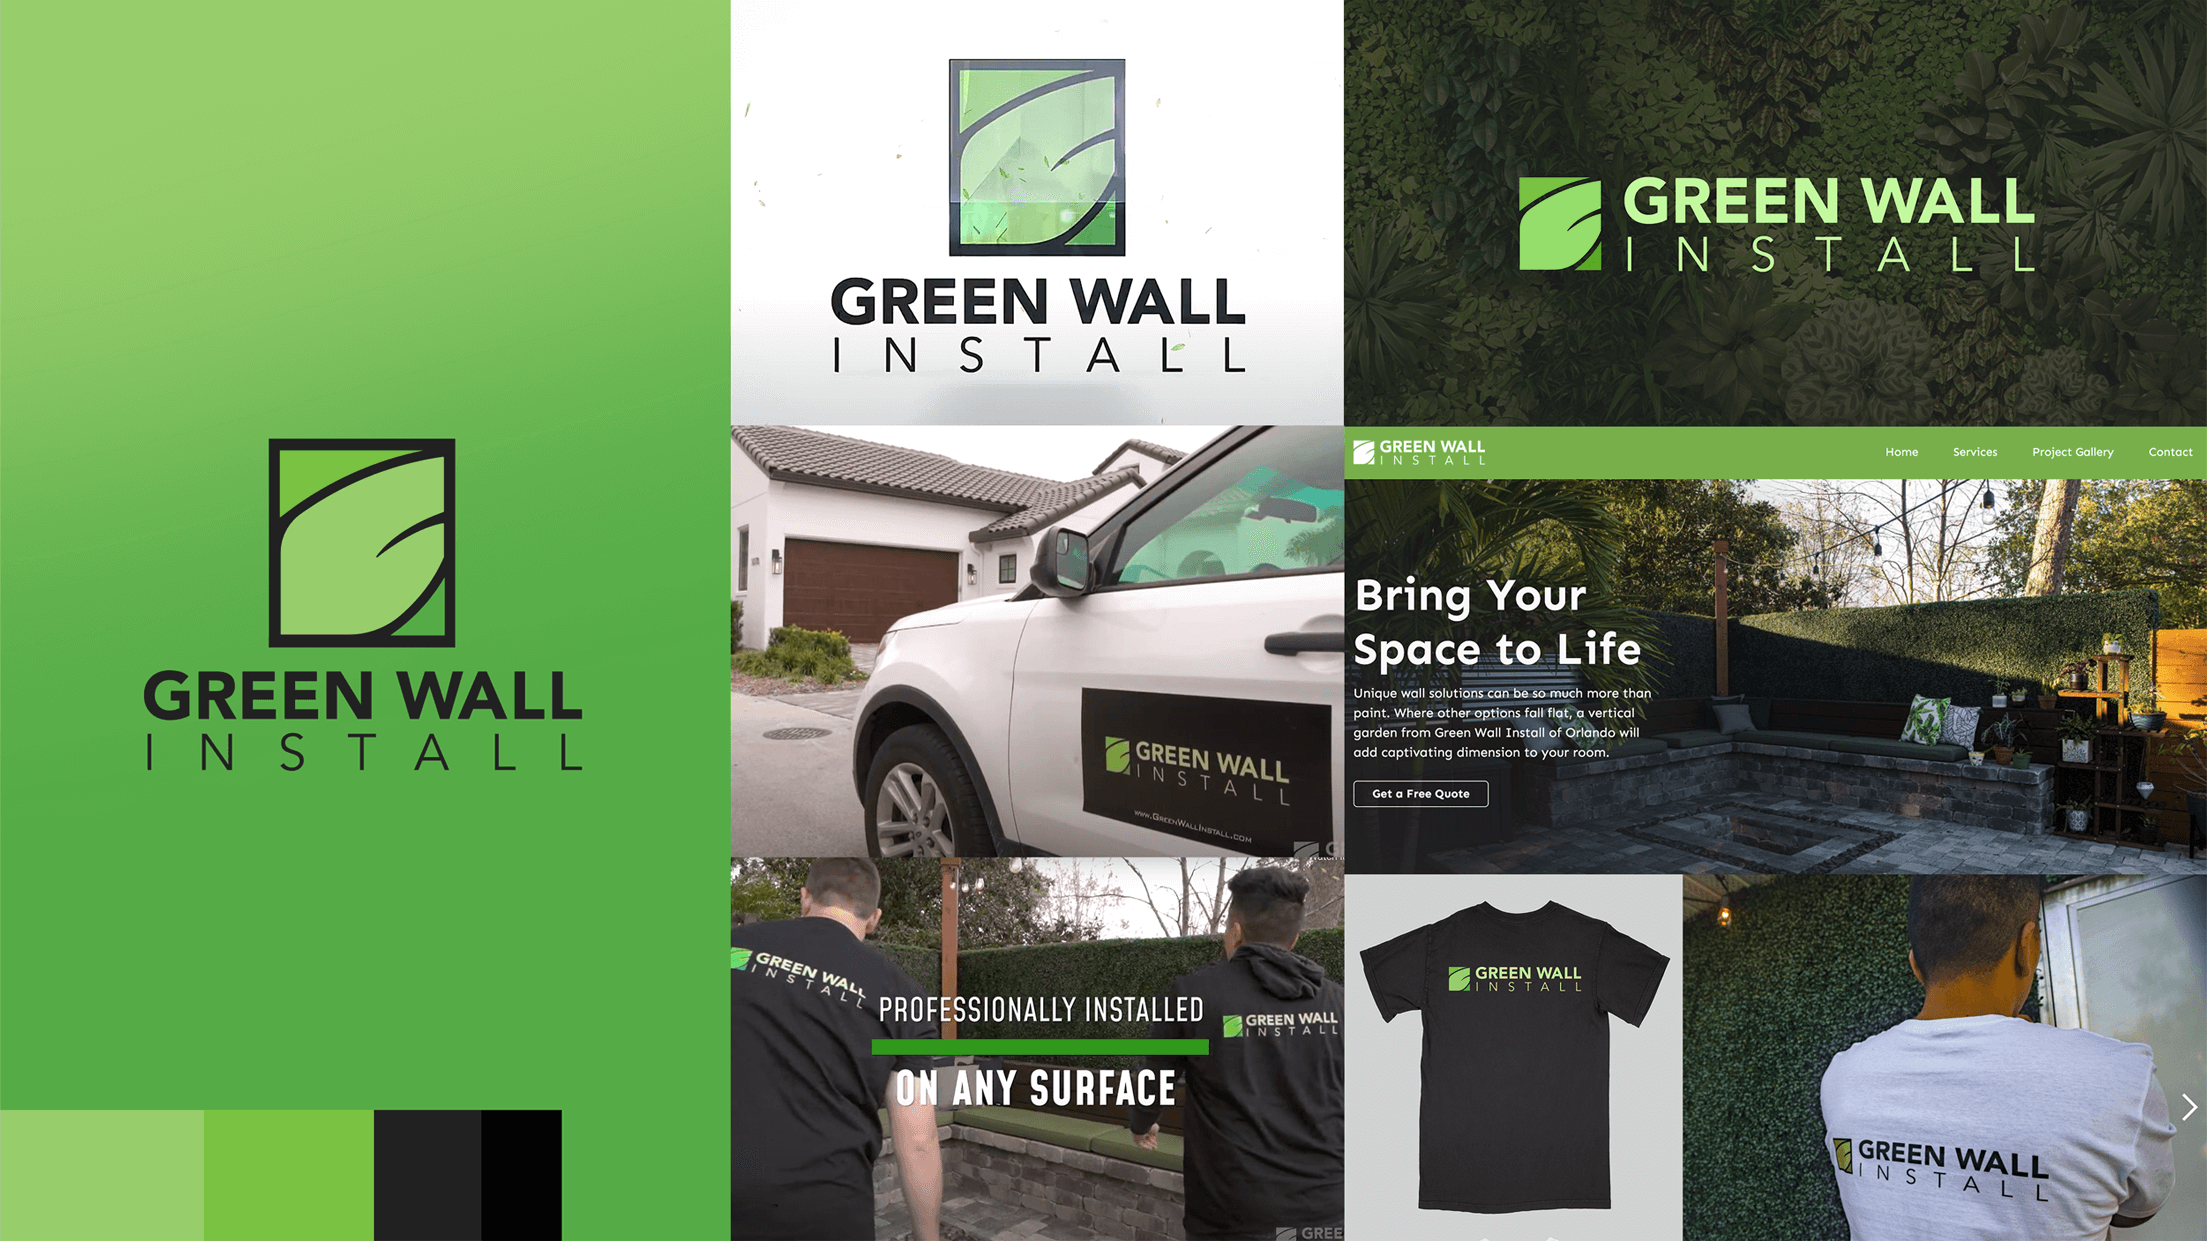 GREEN WALL
INSTALL
GREEN WALL
INSTALL
GREEN WALL
INSTALL
GREEN WALL
INSTALL
www.GreenWallInstall.com
GREEN WALL
INSTALL
Home Services Project Gallery Contact
Bring Your
Space to Life
Unique wall solutions can be so much more than
paint. Where other options fall flat, a vertical
garden from Green Wall Install of Orlando will
add captivating dimension to your room.
Get a Free Quote
GREEN WALL
INSTALL
PROFESSIONALLY INSTALLED
ON ANY SURFACE
GREEN WALL
INSTALL
GREE
GREEN WALL
INSTALL
GREEN WALL
INSTALL